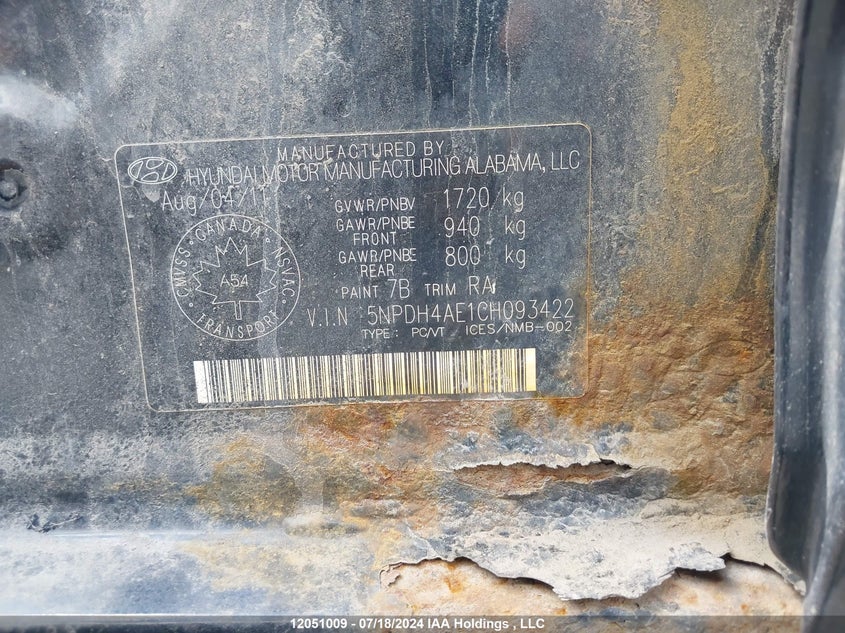 MANUFACTURED BY
HYUNDAI MOTOR MANUFACTURING ALABAMA, LLC
Aug/04/11
GVWR/PNBV 1720 kg
GAWR/PNBE FRONT 940 kg
GAWR/PNBE REAR 800 kg
CANADA
CMVSS
NSVAC
A54
TRANSPORT
PAINT 7B TRIM RA
V.I.N 5NPDH4AE1CH093422
TYPE: PC/VT ICES/NMB-002
12051009 - 07/18/2024 IAA Holdings , LLC